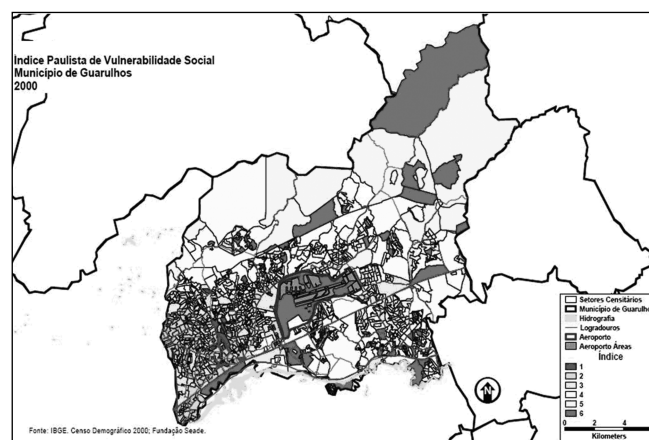 Índice Paulista de Vulnerabilidade Social
Município de Guarulhos
2000
Setores Censitários
Município de Guarulho
Hidrografia
Logradouros
Aeroporto
Aeroporto Áreas
Índice
1
2
3
4
5
6
N
0 2 4
Kilometers
Fonte: IBGE. Censo Demográfico 2000; Fundação Seade.